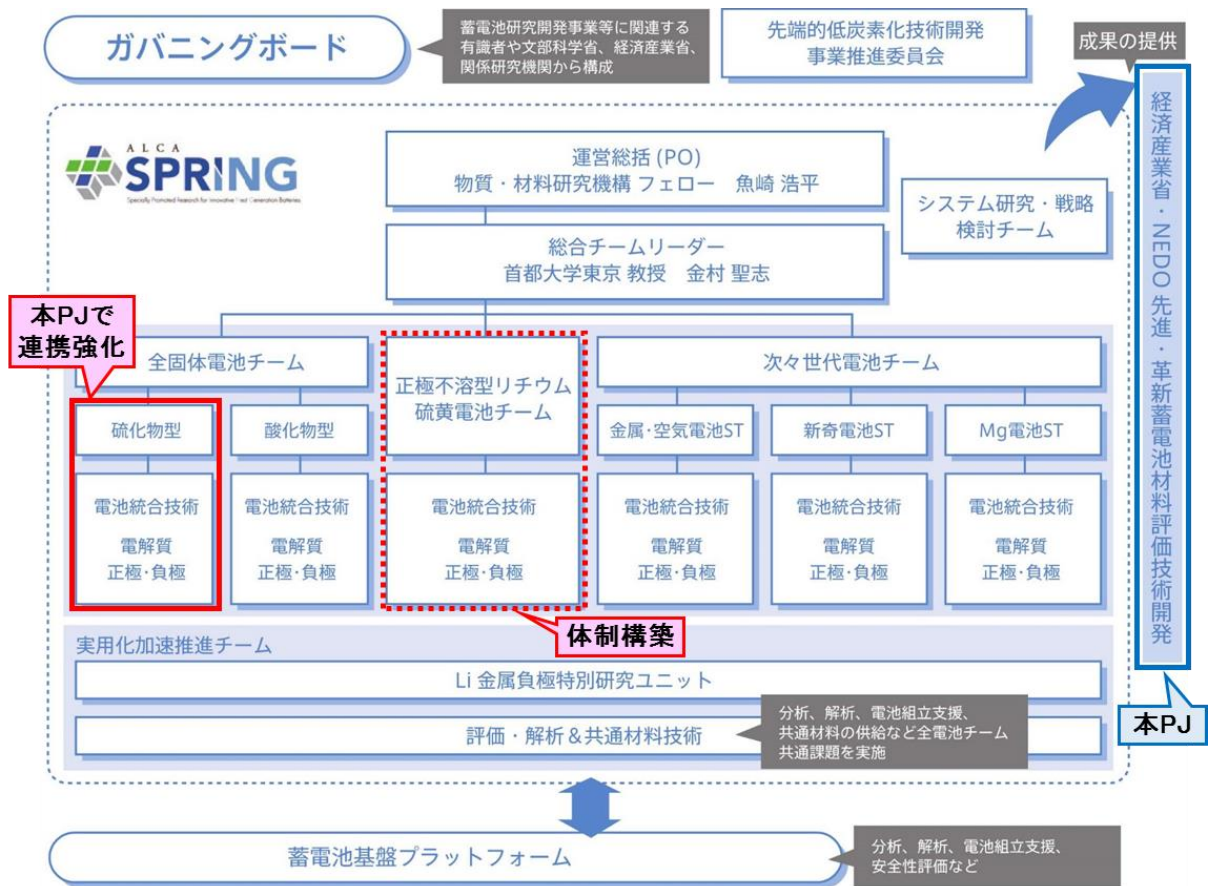 ガバニングボード
蓄電池研究開発事業等に関連する
有識者や文部科学省、経済産業省、
関係研究機関から構成
先端的低炭素化技術開発
事業推進委員会
成果の提供
ALCA
SPRING
Specially Promoted Research for Innovative Next Generation Batteries
運営総括 (PO)
物質・材料研究機構 フェロー 魚崎 浩平
システム研究・戦略
検討チーム
総合チームリーダー
首都大学東京 教授 金村 聖志
経済産業省・NEDO 先進・革新蓄電池材料評価技術開発
本PJ
本PJで
連携強化
全固体電池チーム
正極不溶型リチウム
硫黄電池チーム
次々世代電池チーム
硫化物型
酸化物型
金属・空気電池ST
新奇電池ST
Mg電池ST
電池統合技術
電解質
正極・負極
電池統合技術
電解質
正極・負極
電池統合技術
電解質
正極・負極
電池統合技術
電解質
正極・負極
電池統合技術
電解質
正極・負極
電池統合技術
電解質
正極・負極
体制構築
実用化加速推進チーム
Li 金属負極特別研究ユニット
評価・解析＆共通材料技術
分析、解析、電池組立支援、
共通材料の供給など全電池チーム
共通課題を実施
蓄電池基盤プラットフォーム
分析、解析、電池組立支援、
安全性評価など